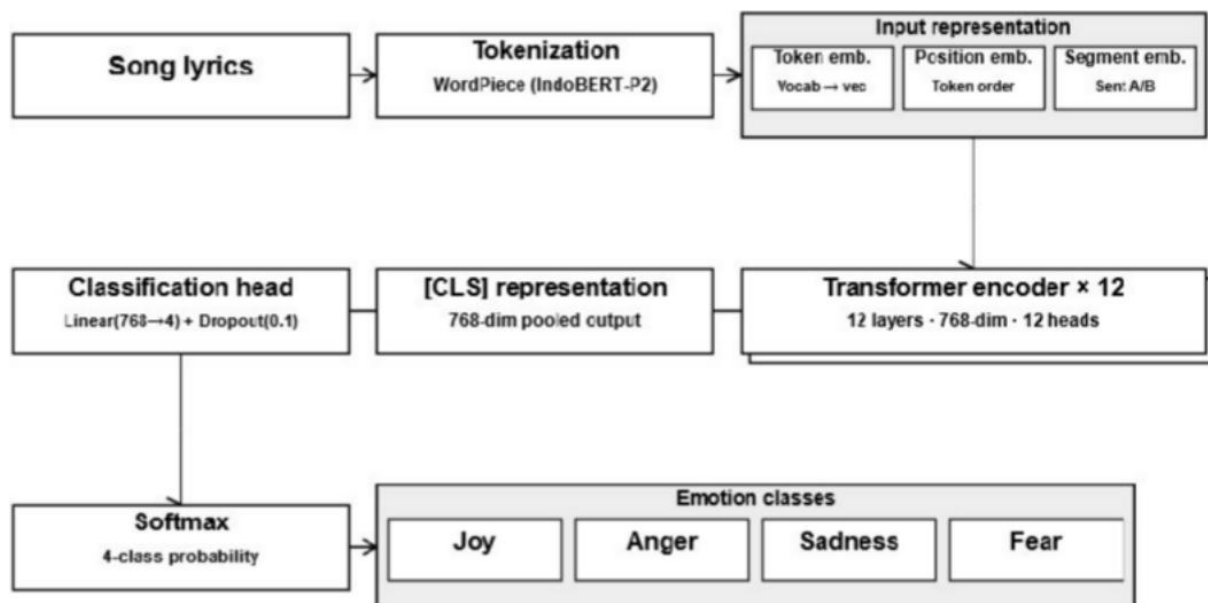 Song lyrics
Tokenization
WordPiece (IndoBERT-P2)
Input representation
Token emb.
Vocab → vec
Position emb.
Token order
Segment emb.
Sent A/B
Classification head
Linear(768→4) + Dropout(0.1)
[CLS] representation
768-dim pooled output
Transformer encoder × 12
12 layers · 768-dim · 12 heads
Softmax
4-class probability
Emotion classes
Joy
Anger
Sadness
Fear